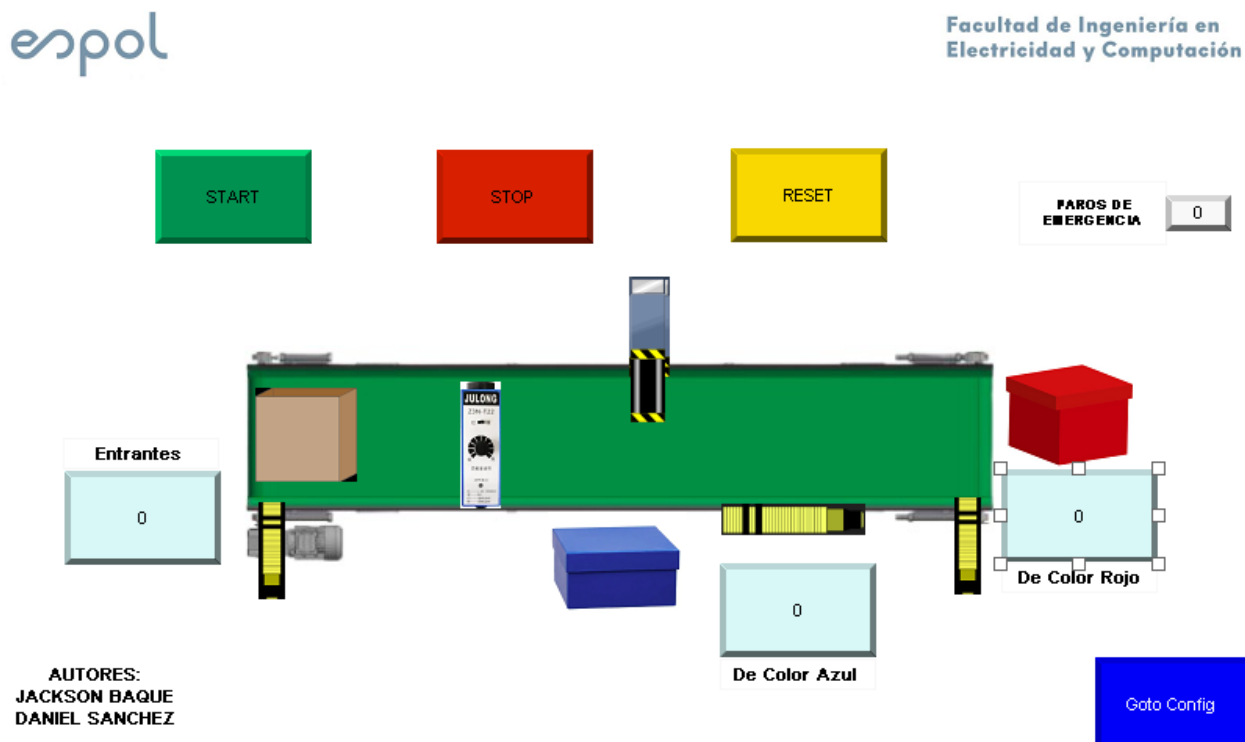 espol
Facultad de Ingeniería en
Electricidad y Computación
START
STOP
RESET
PAROS DE
EMERGENCIA
0
JULONG
Entrantes
0
0
De Color Rojo
0
De Color Azul
AUTORES:
JACKSON BAQUE
DANIEL SANCHEZ
Goto Config